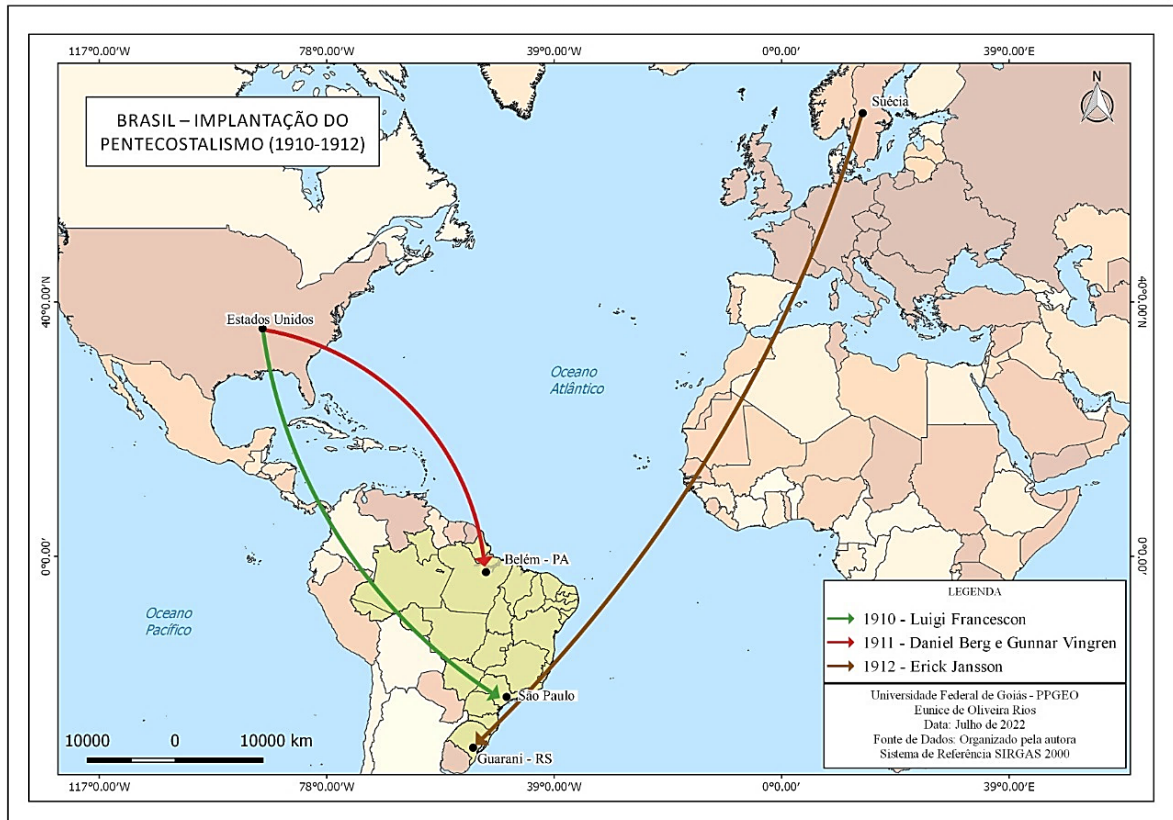 117°0.00'W 78°0.00'W 39°0.00'W 0°0.00' 39°0.00'E
BRASIL – IMPLANTAÇÃO DO
PENTECOSTALISMO (1910-1912)
N
Suécia
40°0.00'N
40°0.00'N
Estados Unidos
Oceano
Atlântico
0°0.00'
0°0.00'
Belém - PA
Oceano
Pacífico
São Paulo
Guarani - RS
10000 0 10000 km
LEGENDA
1910 - Luigi Francescon
1911 - Daniel Berg e Gunnar Vingren
1912 - Erick Jansson
Universidade Federal de Goiás - PPGEO
Eunice de Oliveira Rios
Data: Julho de 2022
Fonte de Dados: Organizado pela autora
Sistema de Referência SIRGAS 2000
117°0.00'W 78°0.00'W 39°0.00'W 0°0.00' 39°0.00'E